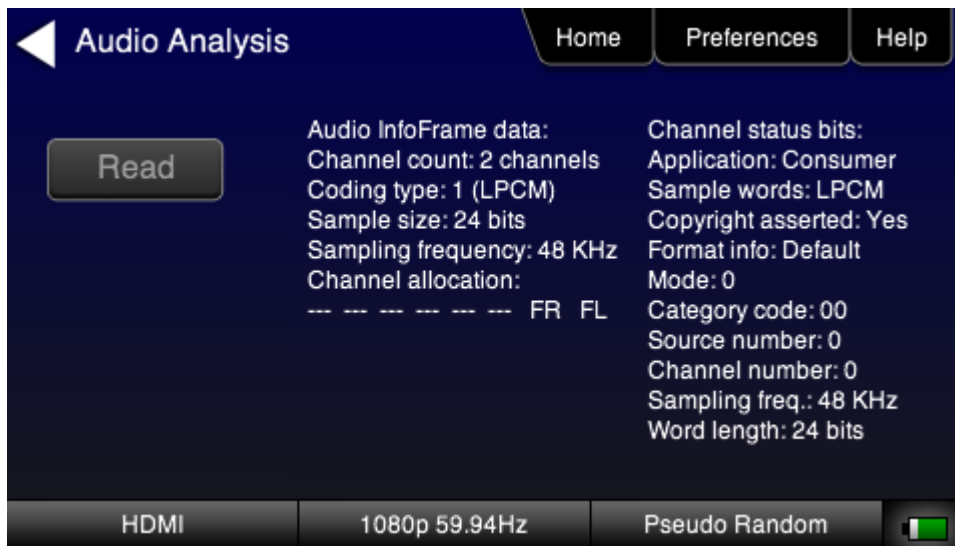 Audio Analysis
Home
Preferences
Help
Read
Audio InfoFrame data:
Channel count: 2 channels
Coding type: 1 (LPCM)
Sample size: 24 bits
Sampling frequency: 48 KHz
Channel allocation:
--- --- --- --- --- --- FR FL
Channel status bits:
Application: Consumer
Sample words: LPCM
Copyright asserted: Yes
Format info: Default
Mode: 0
Category code: 00
Source number: 0
Channel number: 0
Sampling freq.: 48 KHz
Word length: 24 bits
HDMI
1080p 59.94Hz
Pseudo Random